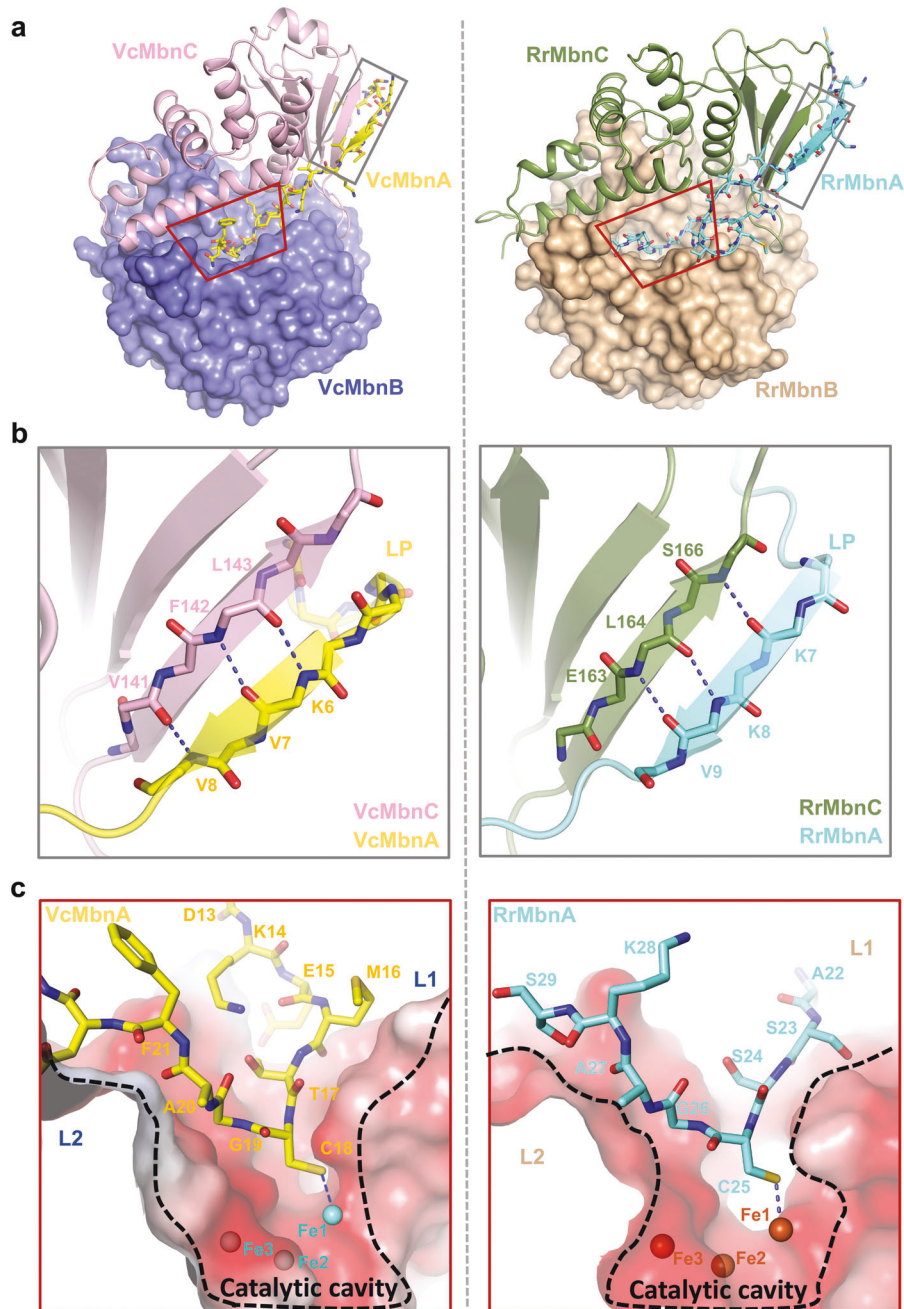 a
VcMbnC
VcMbnA
VcMbnB
RrMbnC
RrMbnA
RrMbnB
b
L143
LP
F142
V141
K6
V7
V8
VcMbnC
VcMbnA
S166
LP
L164
E163
K7
K8
V9
RrMbnC
RrMbnA
c
VcMbnA
D13
K14
E15
M16
L1
F21
T17
A20
L2
G19
C18
Fe1
Fe3
Fe2
Catalytic cavity
RrMbnA
K28
L1
S29
A22
S23
S24
A27
G26
L2
C25
Fe1
Fe3
Fe2
Catalytic cavity